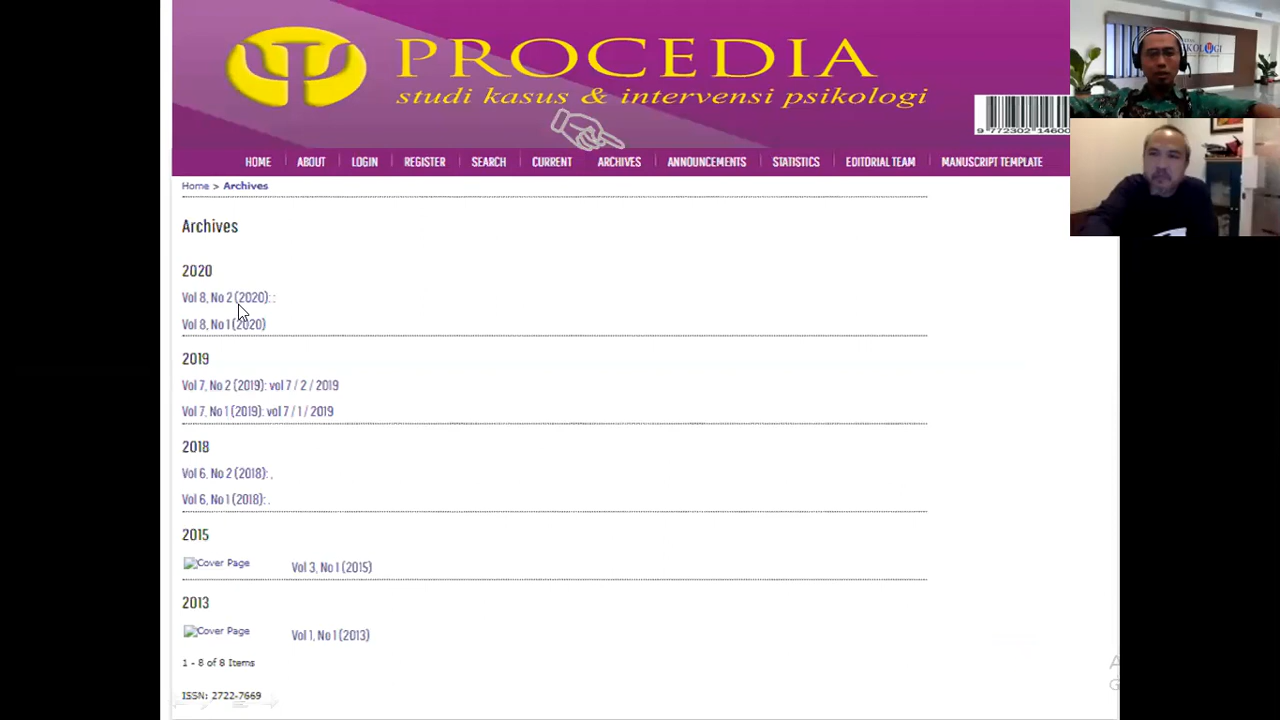 PROCEDIA
studi kasus & intervensi psikologi
9 772302 14600
HOME ABOUT LOGIN REGISTER SEARCH CURRENT ARCHIVES ANNOUNCEMENTS STATISTICS EDITORIAL TEAM MANUSCRIPT TEMPLATE
Home > Archives
Archives
2020
Vol 8, No 2 (2020): :
Vol 8, No 1 (2020)
2019
Vol 7, No 2 (2019): vol 7 / 2 / 2019
Vol 7, No 1 (2019): vol 7 / 1 / 2019
2018
Vol 6, No 2 (2018): ,
Vol 6, No 1 (2018): .
2015
Cover Page Vol 3, No 1 (2015)
2013
Cover Page Vol 1, No 1 (2013)
1 - 8 of 8 Items
ISSN: 2722-7669